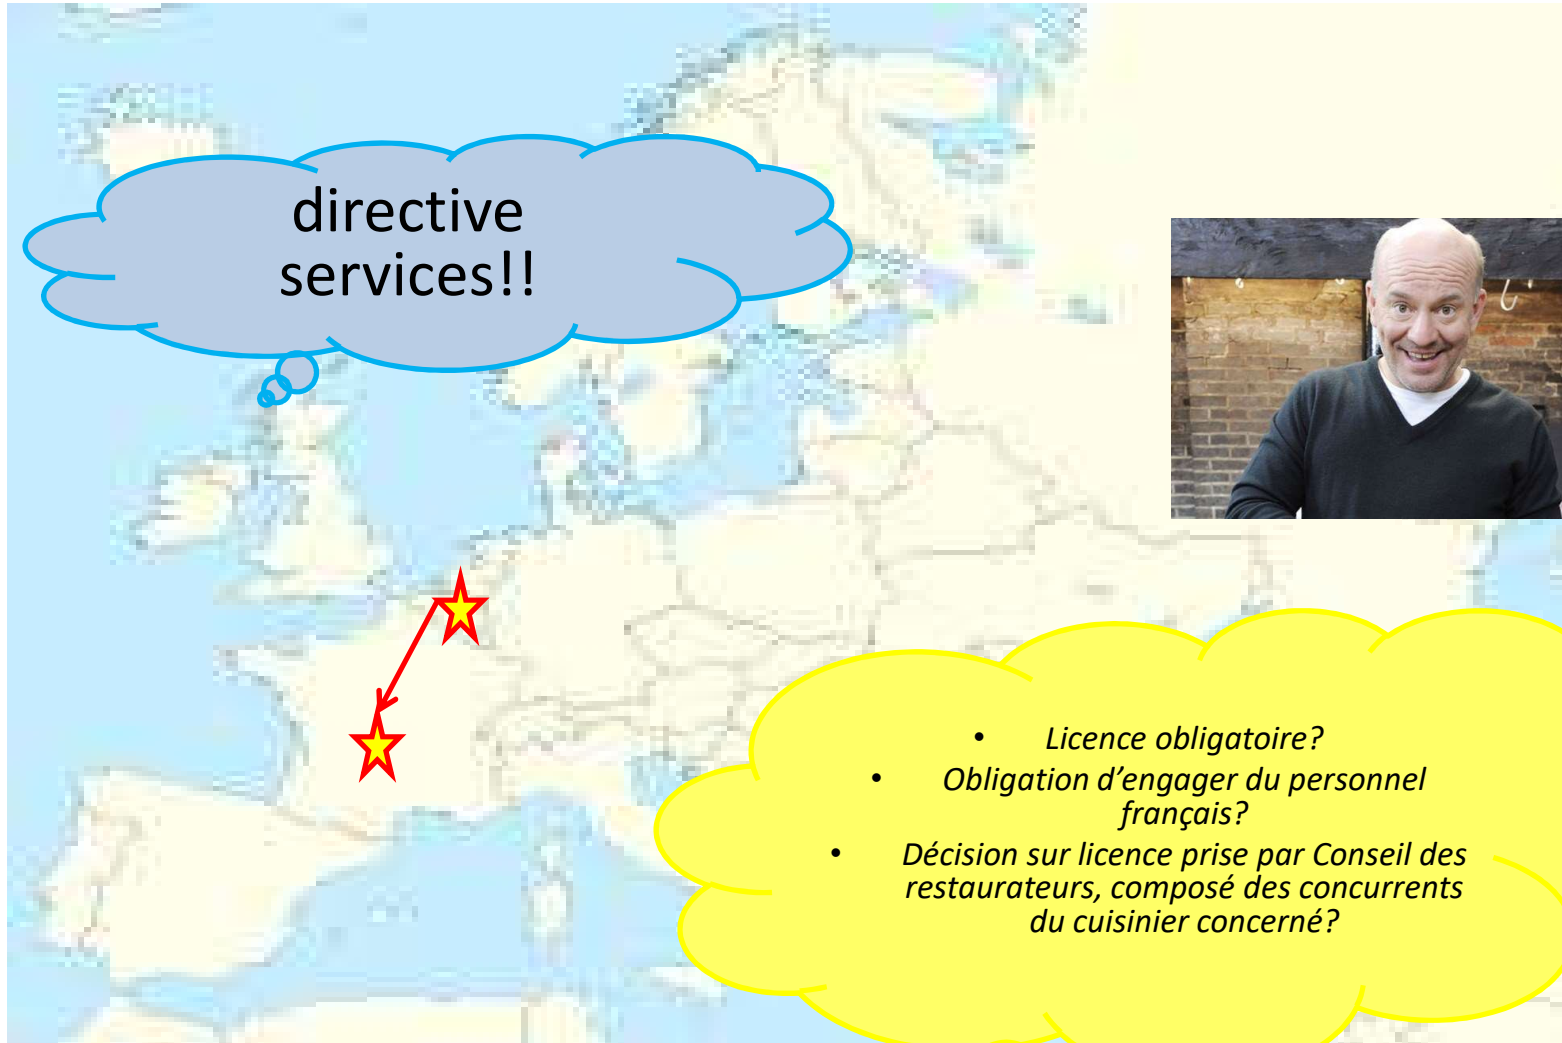 directive
services!!
• Licence obligatoire?
• Obligation d’engager du personnel
français?
• Décision sur licence prise par Conseil des
restaurateurs, composé des concurrents
du cuisinier concerné?